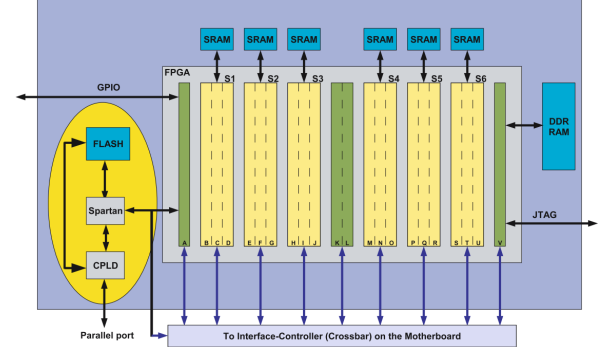 SRAM SRAM SRAM SRAM SRAM SRAM
FPGA S1 S2 S3 S4 S5 S6
GPIO
DDR
RAM
FLASH
Spartan
JTAG
A B C D E F G H I J K L M N O P Q R S T U V
CPLD
Parallel port
To Interface-Controller (Crossbar) on the Motherboard